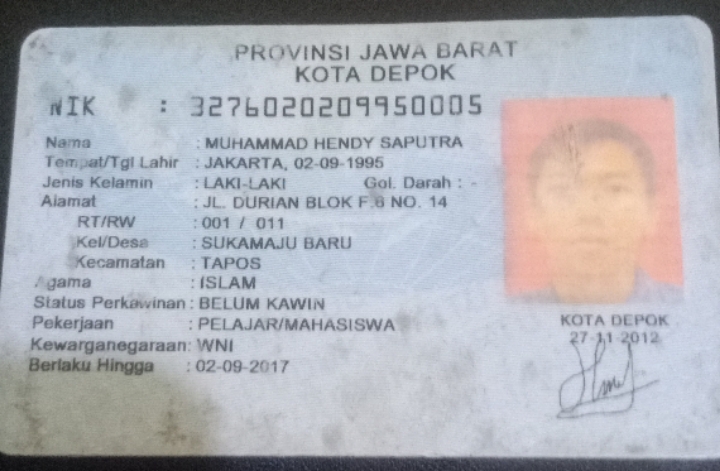 PROVINSI JAWA BARAT
KOTA DEPOK
NIK : 3276020209950005
Nama : MUHAMMAD HENDY SAPUTRA
Tempat/Tgl Lahir : JAKARTA, 02-09-1995
Jenis Kelamin : LAKI-LAKI Gol. Darah : -
Alamat : JL. DURIAN BLOK F.6 NO. 14
RT/RW : 001 / 011
Kel/Desa : SUKAMAJU BARU
Kecamatan : TAPOS
Agama : ISLAM
Status Perkawinan : BELUM KAWIN
Pekerjaan : PELAJAR/MAHASISWA
Kewarganegaraan: WNI
Berlaku Hingga : 02-09-2017
KOTA DEPOK
27-11-2012